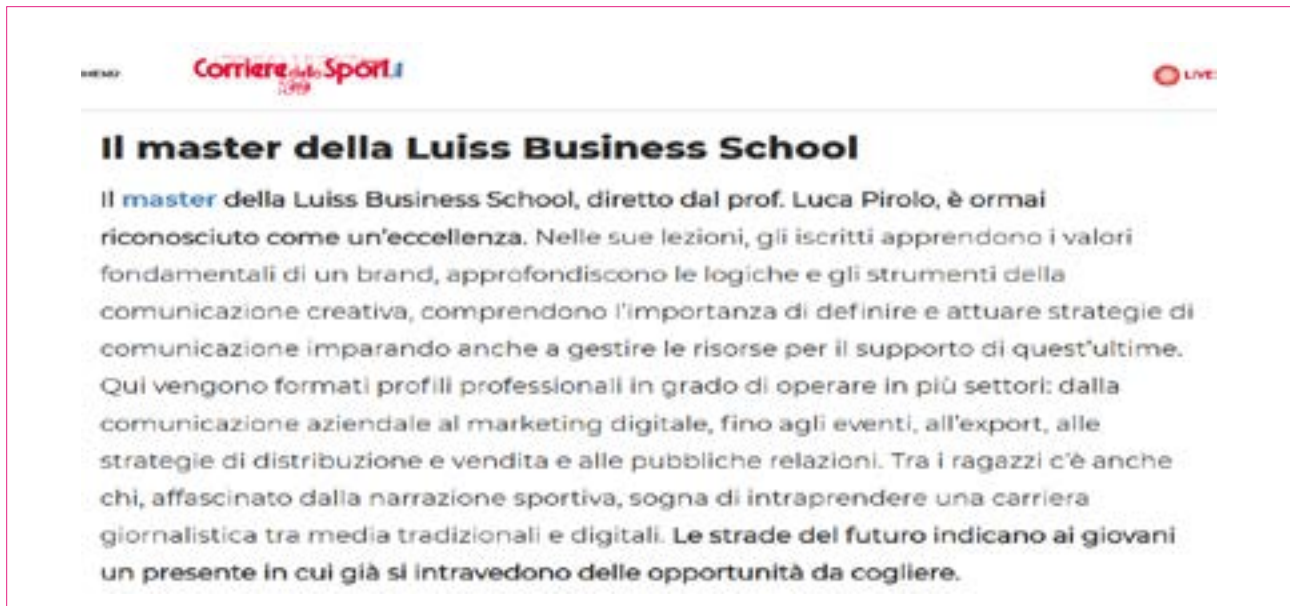 MENU
Corriere dello Sport.it
LIVE
Il master della Luiss Business School
Il master della Luiss Business School, diretto dal prof. Luca Pirolo, è ormai
riconosciuto come un'eccellenza. Nelle sue lezioni, gli iscritti apprendono i valori
fondamentali di un brand, approfondiscono le logiche e gli strumenti della
comunicazione creativa, comprendono l'importanza di definire e attuare strategie di
comunicazione imparando anche a gestire le risorse per il supporto di quest'ultime.
Qui vengono formati profili professionali in grado di operare in più settori: dalla
comunicazione aziendale al marketing digitale, fino agli eventi, all'export, alle
strategie di distribuzione e vendita e alle pubbliche relazioni. Tra i ragazzi c'è anche
chi, affascinato dalla narrazione sportiva, sogna di intraprendere una carriera
giornalistica tra media tradizionali e digitali. Le strade del futuro indicano ai giovani
un presente in cui già si intravedono delle opportunità da cogliere.